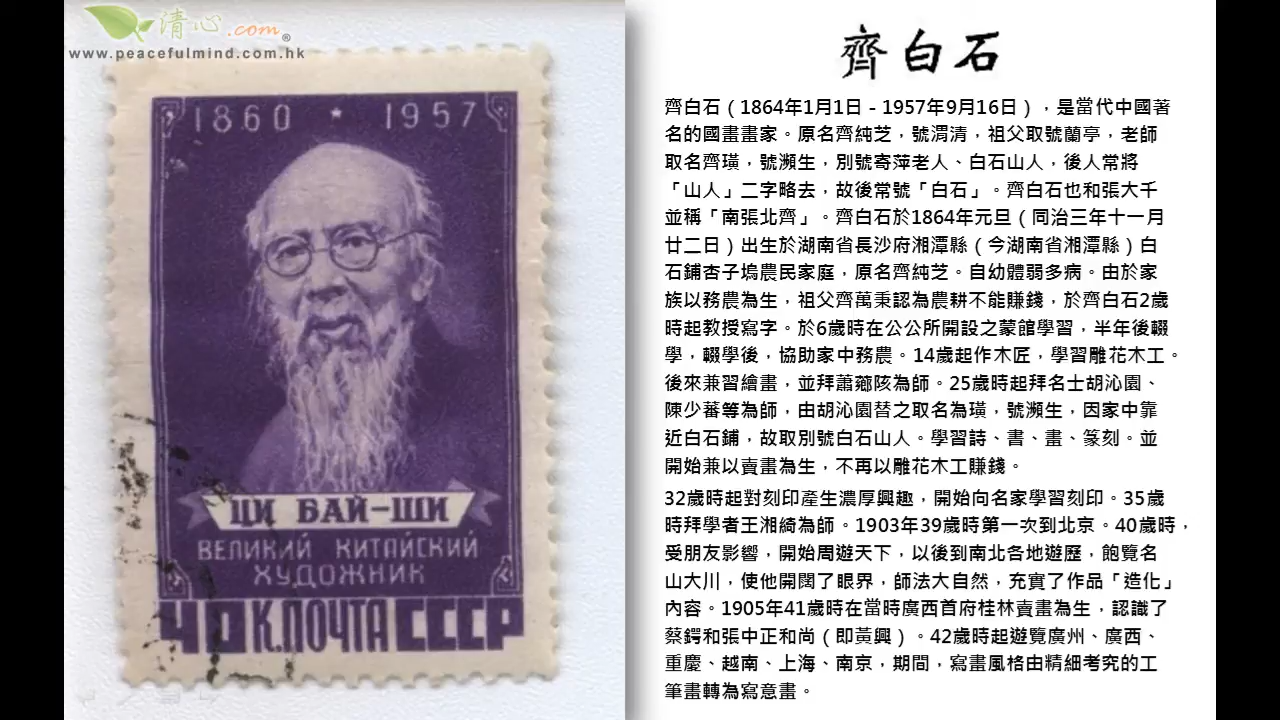 清心.com®
www.peacefulmind.com.hk
1860 ★ 1957
ЦИ БАЙ-ШИ
ВЕЛИКИЙ КИТАЙСКИЙ
ХУДОЖНИК
40 К. ПОЧТА СССР
齊白石
齊白石（1864年1月1日－1957年9月16日），是當代中國著
名的國畫畫家。原名齊純芝，號渭清，祖父取號蘭亭，老師
取名齊璜，號瀕生，別號寄萍老人、白石山人，後人常將
「山人」二字略去，故後常號「白石」。齊白石也和張大千
並稱「南張北齊」。齊白石於1864年元旦（同治三年十一月
廿二日）出生於湖南省長沙府湘潭縣（今湖南省湘潭縣）白
石鋪杏子塢農民家庭，原名齊純芝。自幼體弱多病。由於家
族以務農為生，祖父齊萬秉認為農耕不能賺錢，於齊白石2歲
時起教授寫字。於6歲時在公公所開設之蒙館學習，半年後輟
學，輟學後，協助家中務農。14歲起作木匠，學習雕花木工。
後來兼習繪畫，並拜蕭薌陔為師。25歲時起拜名士胡沁園、
陳少蕃等為師，由胡沁園替之取名為璜，號瀕生，因家中靠
近白石鋪，故取別號白石山人。學習詩、書、畫、篆刻。並
開始兼以賣畫為生，不再以雕花木工賺錢。
32歲時起對刻印產生濃厚興趣，開始向名家學習刻印。35歲
時拜學者王湘綺為師。1903年39歲時第一次到北京。40歲時，
受朋友影響，開始周遊天下，以後到南北各地遊歷，飽覽名
山大川，使他開闊了眼界，師法大自然，充實了作品「造化」
內容。1905年41歲時在當時廣西首府桂林賣畫為生，認識了
蔡鍔和張中正和尚（即黃興）。42歲時起遊覽廣州、廣西、
重慶、越南、上海、南京，期間，寫畫風格由精細考究的工
筆畫轉為寫意畫。